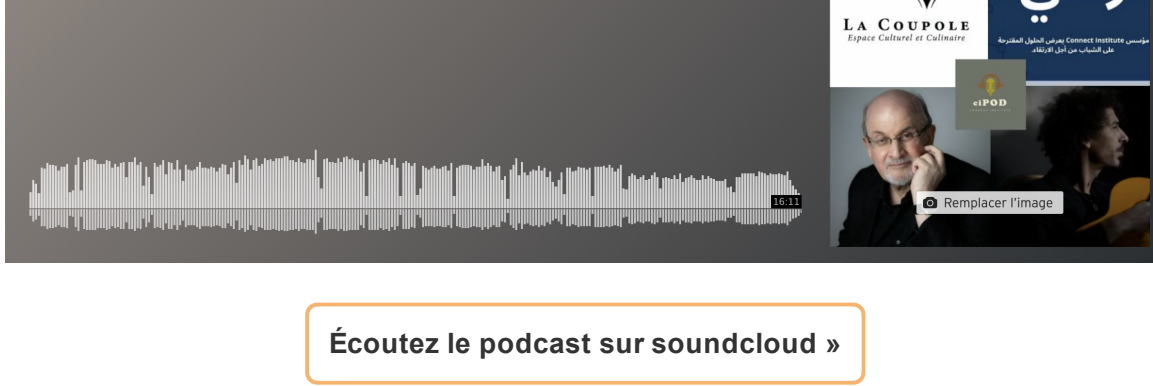 LA COUPOLE
Espace Culturel et Culinaire
مؤسس Connect Institute يعرض الحلول المقترحة
على الشباب من أجل الارتقاء.
ciPOD
16:11
Remplacer l'image
Écoutez le podcast sur soundcloud »